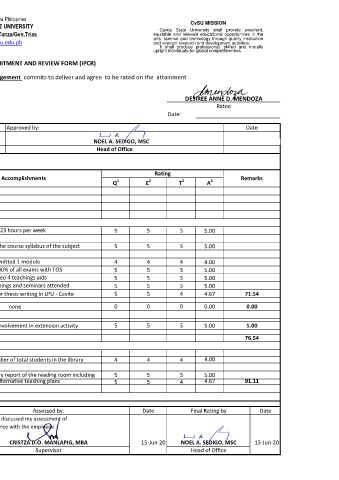 CvSU MISSION
Cavite State University shall provide excellent,
equitable and relevant educational opportunities in the
arts, science and technology through quality instruction
and relevant research and development activities.
It shall produce professional, skilled and morally
upright individuals for global competitiveness.
Philippines
E UNIVERSITY
Tanza/Gen.Trias
su.edu.ph
MITMENT AND REVIEW FORM (IPCR)
gement commits to deliver and agree to be rated on the attainment
DESIREE ANNE D. MENDOZA
Ratee
Date:
Approved by: Date
NOEL A. SEDIGO, MSC
Head of Office
Accomplishments Rating Remarks
Q1 E2 T3 A4
23 hours per week 5 5 5 5.00
he course syllabus of the subject 5 5 5 5.00
mitted 1 module 4 4 4 4.00
00% of all exams with TOS 5 5 5 5.00
ed 4 teachings aids 5 5 5 5.00
nings and seminars attended 5 5 5 5.00
r thesis writing in LPU - Cavite 5 5 4 4.67 71.54
none 0 0 0 0.00 0.00
nvolvement in extension activity 5 5 5 5.00 5.00
76.54
ber of total students in the library 4 4 4 4.00
ry report of the reading room including 5 5 5 5.00
lternative teaching plans 5 5 4 4.67 91.11
Assessed by: Date Final Rating by Date
discussed my assessment of
nce with the employee
CRISTZA D.O. MANLAPIG, MBA 15-Jun-20 NOEL A. SEDIGO, MSC 15-Jun-20
Supervisor Head of Office